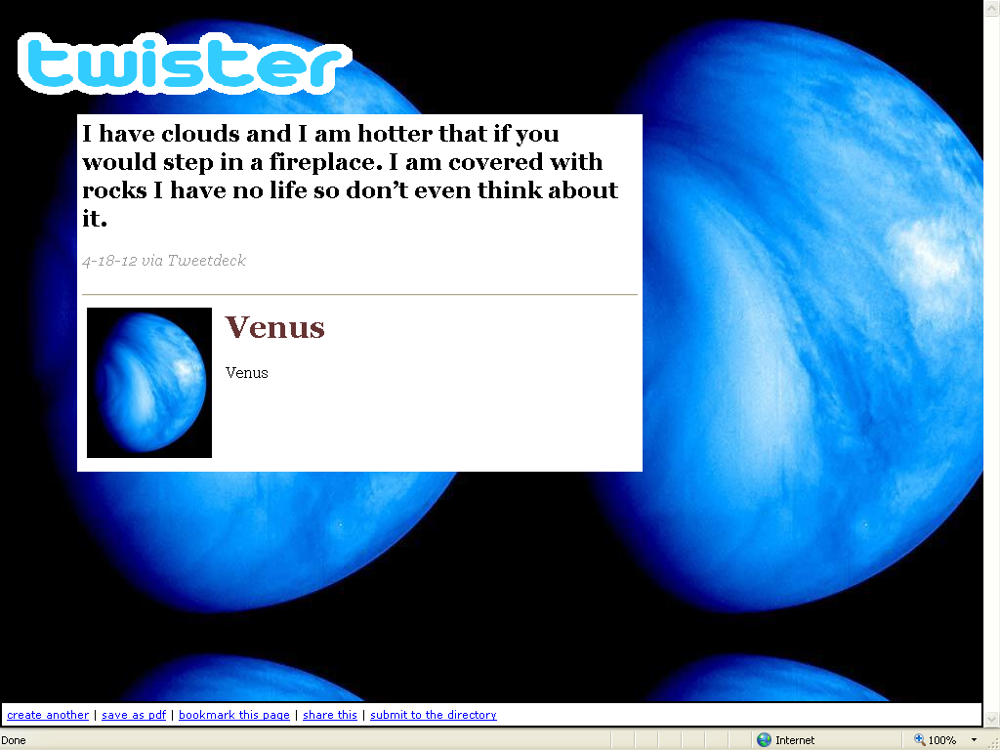 twister
I have clouds and I am hotter that if you
would step in a fireplace. I am covered with
rocks I have no life so don’t even think about
it.
4-18-12 via Tweetdeck
Venus
Venus
create another | save as pdf | bookmark this page | share this | submit to the directory
Done Internet 100%